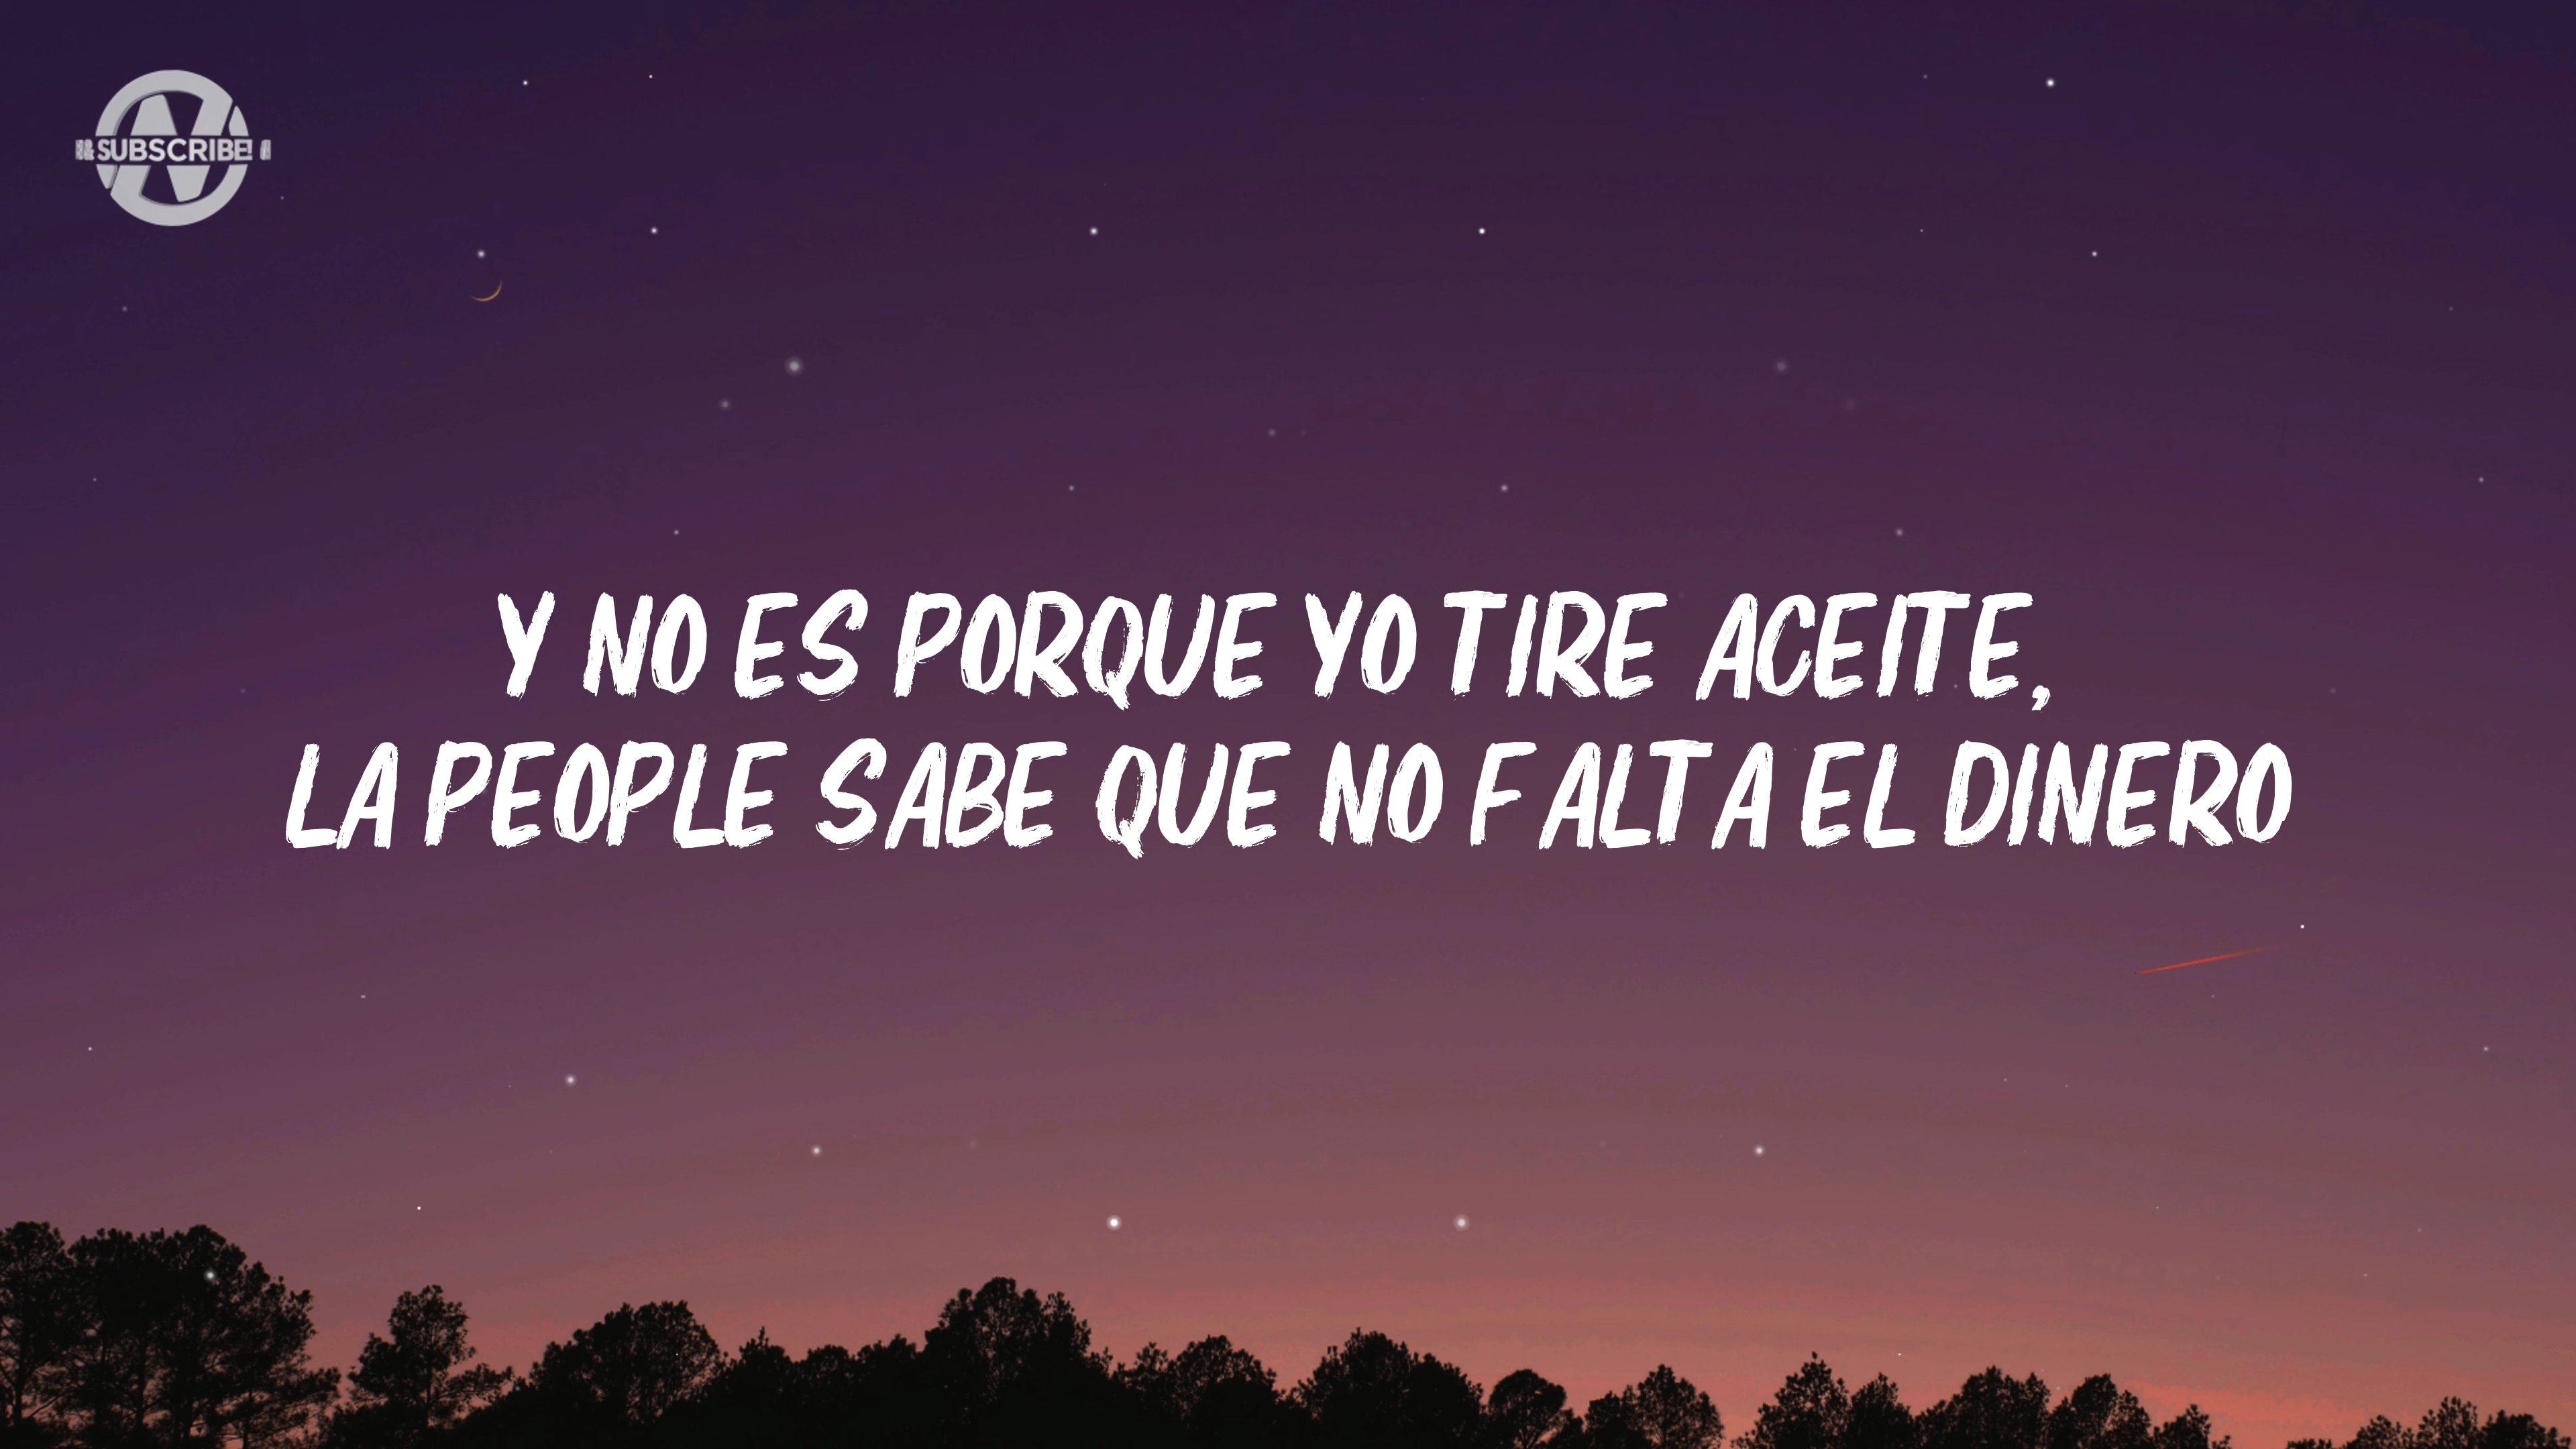 SUBSCRIBE!
Y NO ES PORQUE YO TIRE ACEITE,
LA PEOPLE SABE QUE NO FALTA EL DINERO